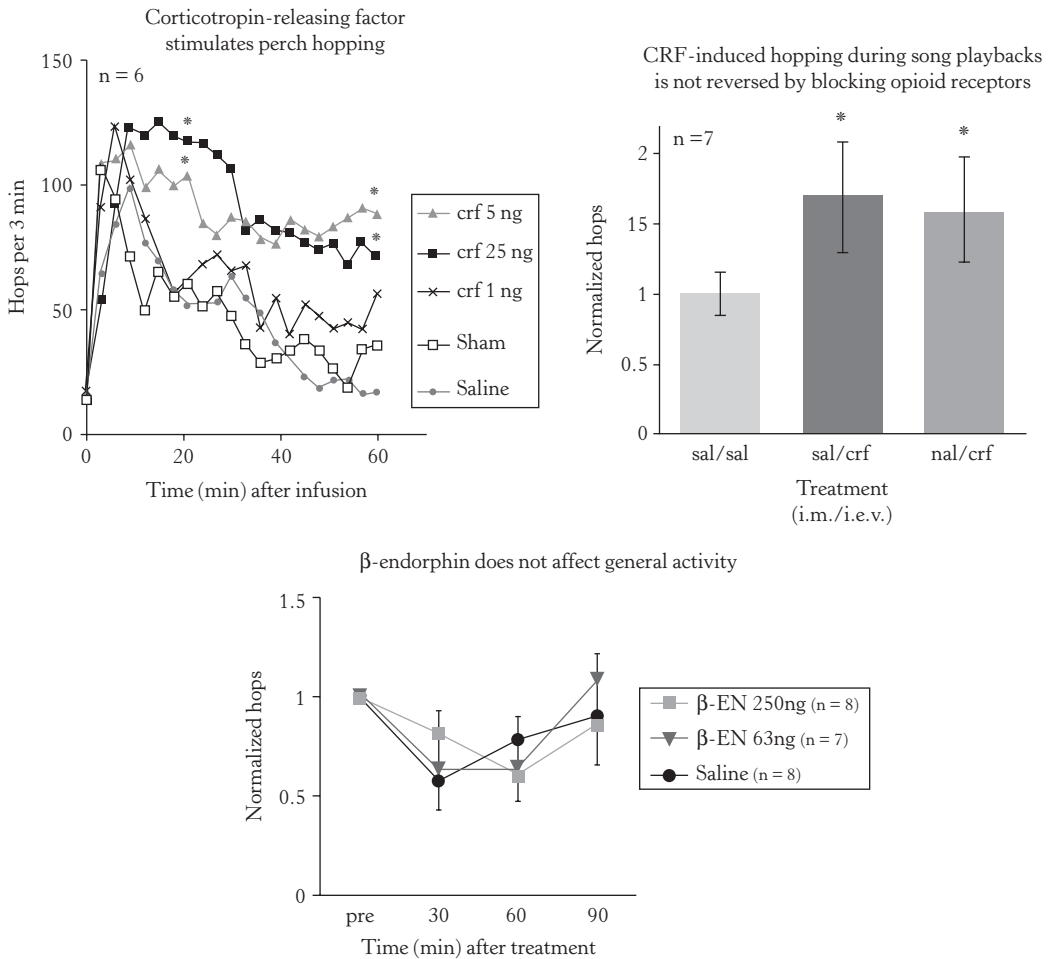 Corticotropin-releasing factor
stimulates perch hopping
150
n = 6
*
*
*
*
100
50
0
Hops per 3 min
0 20 40 60
Time (min) after infusion
crf 5 ng
crf 25 ng
crf 1 ng
Sham
Saline
CRF-induced hopping during song playbacks
is not reversed by blocking opioid receptors
n =7
*
*
2
1.5
1
0.5
0
Normalized hops
sal/sal sal/crf nal/crf
Treatment
(i.m./i.e.v.)
β-endorphin does not affect general activity
1.5
1
0.5
0
Normalized hops
pre 30 60 90
Time (min) after treatment
β-EN 250ng (n = 8)
β-EN 63ng (n = 7)
Saline (n = 8)